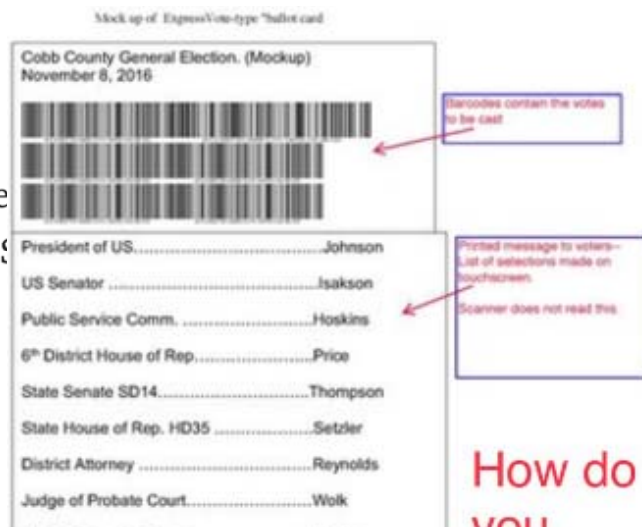 Mock up of ExpressVote-type "ballot card
Cobb County General Election. (Mockup)
November 8, 2016
Barcodes contain the votes
to be cast
e
s
President of US..............................Johnson
US Senator ................................Isakson
Public Service Comm. .....................Hoskins
6th District House of Rep..................Price
State Senate SD14........................Thompson
State House of Rep. HD35 ...............Setzler
District Attorney ...........................Reynolds
Judge of Probate Court....................Wolk
Printed message to voters--
List of selections made on
touchscreen.
Scanner does not read this
How do
you